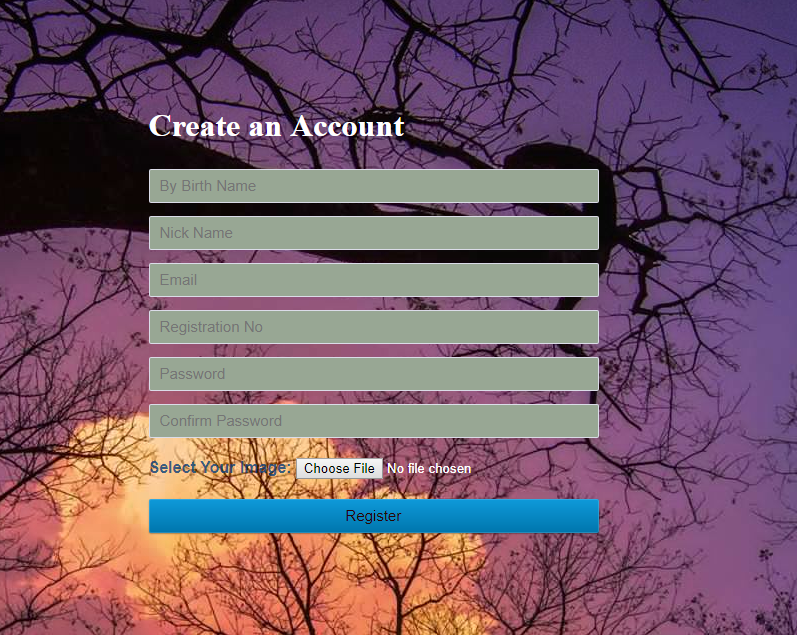 Create an Account
By Birth Name
Nick Name
Email
Registration No
Password
Confirm Password
Select Your Image: Choose File No file chosen
Register